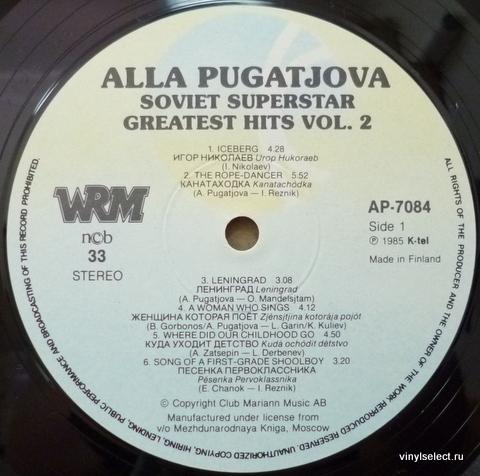 ALLA PUGATJOVA
SOVIET SUPERSTAR
GREATEST HITS VOL. 2
1. ICEBERG 4.28
ИГОР НИКОЛАЕВ Urop Hukoraeb
(I. Nikolaev)
2. THE ROPE-DANCER 5.52
КАНАТАХОДКА Kanatachódka
(A. Pugatjova — I. Reznik)
WRM
ncb
33
STEREO
AP-7084
Side 1
Ⓟ 1985 K-tel
Made in Finland
3. LENINGRAD 3.08
ЛЕНИНГРАД Leningrad
(A. Pugatjova — O. Mandelsjtam)
4. A WOMAN WHO SINGS 4.12
ЖЕНЩИНА КОТОРАЯ ПОЁТ Zjénsjtjina kotorája pojót
(B. Gorbonos/A. Pugatjova — L. Garin/K. Kuliev)
5. WHERE DID OUR CHILDHOOD GO 4.50
КУДА УХОДИТ ДЕТСТВО Kudá ochódit détstvo
(A. Zatsepin — L. Derbenev)
6. SONG OF A FIRST-GRADE SHOOLBOY 3.20
ПЕСЕНКА ПЕРВОКЛАССНИКА
Pésenka Pervoklassnika
(E. Chanok — I. Reznik)
© Copyright Club Mariann Music AB
Manufactured under license from
v/o Mezhdunarodnaya Kniga, Moscow
ALL RIGHTS OF THE PRODUCER AND THE OWNER OF THE WORK REPRODUCED RESERVED. UNAUTHORIZED COPYING, HIRING, LENDING, PUBLIC PERFORMANCE AND BROADCASTING OF THIS RECORD PROHIBITED.
vinylselect.ru